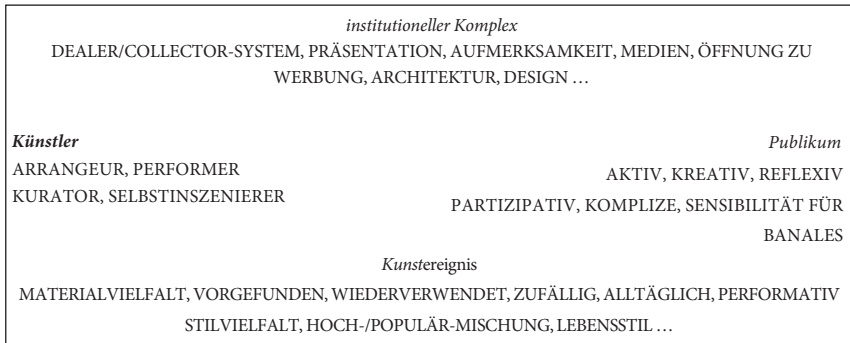 institutioneller Komplex
DEALER/COLLECTOR-SYSTEM, PRÄSENTATION, AUFMERKSAMKEIT, MEDIEN, ÖFFNUNG ZU
WERBUNG, ARCHITEKTUR, DESIGN …
Künstler
ARRANGEUR, PERFORMER
KURATOR, SELBSTINSZENIERER
Publikum
AKTIV, KREATIV, REFLEXIV
PARTIZIPATIV, KOMPLIZE, SENSIBILITÄT FÜR
BANALES
Kunstereignis
MATERIALVIELFALT, VORGEFUNDEN, WIEDERVERWENDET, ZUFÄLLIG, ALLTÄGLICH, PERFORMATIV
STILVIELFALT, HOCH-/POPULÄR-MISCHUNG, LEBENSSTIL …